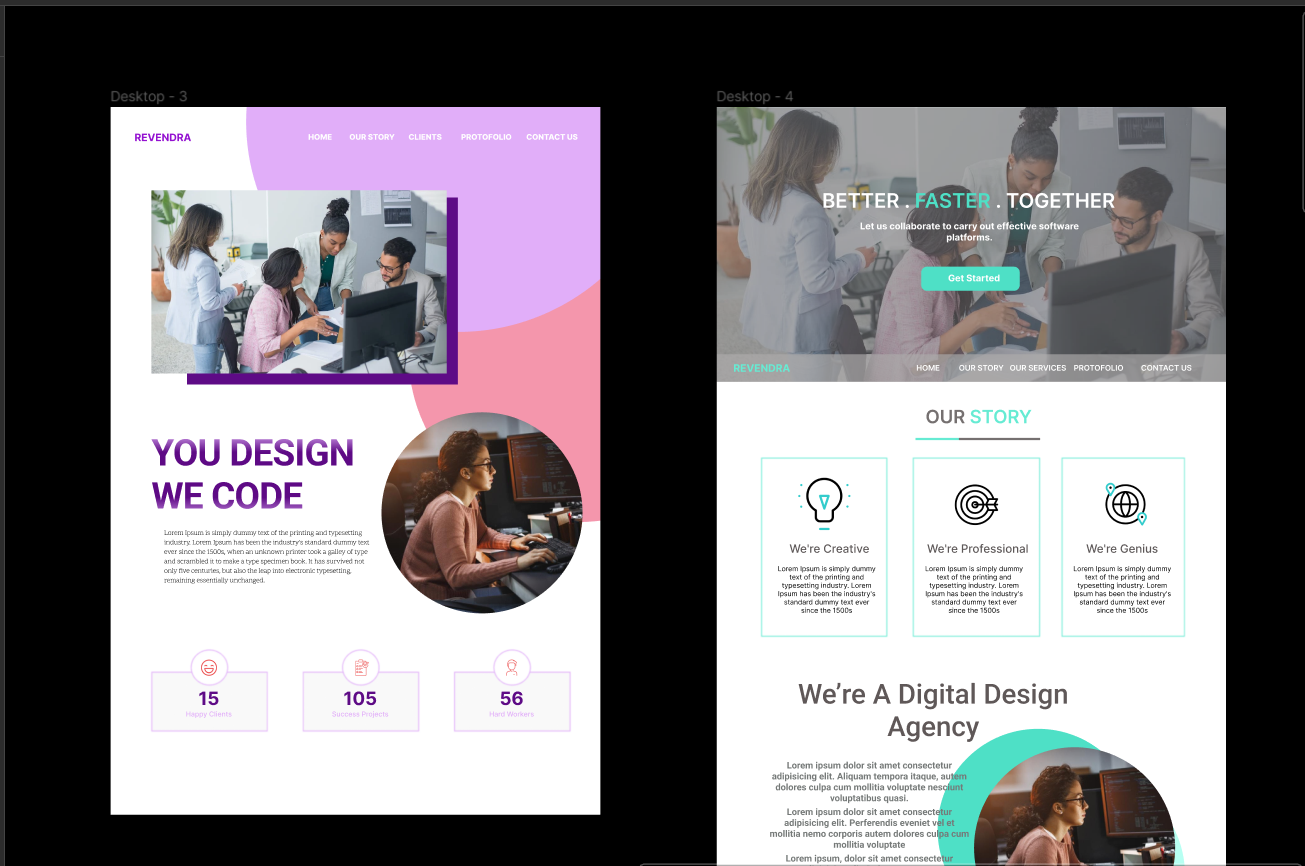 Desktop - 3
REVENDRA
HOME OUR STORY CLIENTS PROTOFOLIO CONTACT US
YOU DESIGN
WE CODE
Lorem Ipsum is simply dummy text of the printing and typesetting
industry. Lorem Ipsum has been the industry's standard dummy text
ever since the 1500s, when an unknown printer took a galley of type
and scrambled it to make a type specimen book. It has survived not
only five centuries, but also the leap into electronic typesetting,
remaining essentially unchanged.
15
Happy Clients
105
Success Projects
56
Hard Workers
Desktop - 4
BETTER . FASTER . TOGETHER
Let us collaborate to carry out effective software
platforms.
Get Started
REVENDRA
HOME OUR STORY OUR SERVICES PROTOFOLIO CONTACT US
OUR STORY
We're Creative
Lorem Ipsum is simply dummy
text of the printing and
typesetting industry. Lorem
Ipsum has been the industry's
standard dummy text ever
since the 1500s
We're Professional
Lorem Ipsum is simply dummy
text of the printing and
typesetting industry. Lorem
Ipsum has been the industry's
standard dummy text ever
since the 1500s
We're Genius
Lorem Ipsum is simply dummy
text of the printing and
typesetting industry. Lorem
Ipsum has been the industry's
standard dummy text ever
since the 1500s
We're A Digital Design
Agency
Lorem ipsum dolor sit amet consectetur
adipisicing elit. Aliquam tempora itaque, autem
dolores culpa cum mollitia voluptate nesciunt
voluptatibus quasi.
Lorem ipsum dolor sit amet consectetur
adipisicing elit. Perferendis eveniet vel et
mollitia nemo corporis autem dolores culpa cum
mollitia voluptate
Lorem ipsum, dolor sit amet consectetur